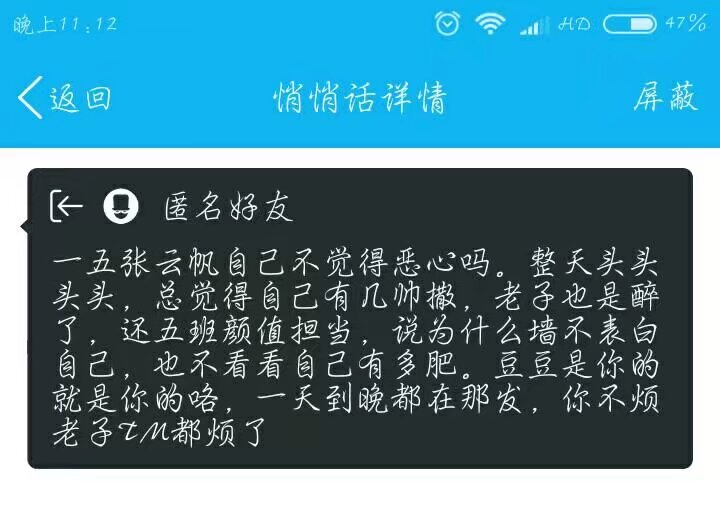 晚上11:12 HD 47%
返回 悄悄话详情 屏蔽
匿名好友
一五张云帆自己不觉得恶心吗。整天头头
头头，总觉得自己有几帅撒，老子也是醉
了，还五班颜值担当，说为什么墙不表白
自己，也不看看自己有多肥。豆豆是你的
就是你的咯，一天到晚都在那发，你不烦
老子TM都烦了